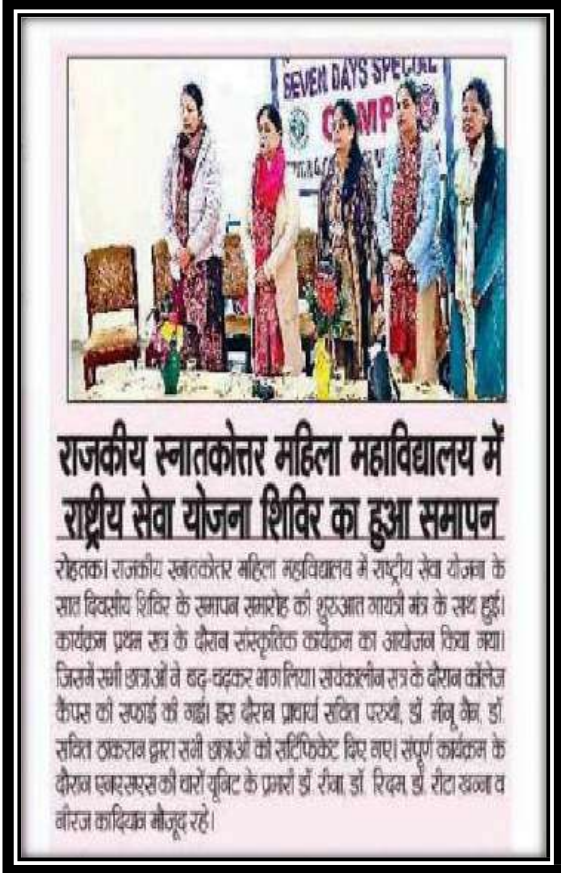 SEVEN DAYS SPECIAL
CAMP
राजकीय स्नातकोत्तर महिला महाविद्यालय में
राष्ट्रीय सेवा योजना शिविर का हुआ समापन
रोहतक। राजकीय स्नातकोतर महिला महाविद्यालय में राष्ट्रीय सेवा योजना के
सात दिवसीय शिविर के समापन समारोह की शुरुआत गायत्री मंत्र के साथ हुई।
कार्यक्रम प्रथम सत्र के दौरान सांस्कृतिक कार्यक्रम का आयोजन किया गया।
जिसमें सभी छात्राओं ने बढ़-चढ़कर भाग लिया। सायंकालीन सत्र के दौरान कॉलेज
कैंपस की सफाई की गई। इस दौरान प्राचार्या सविता परुथी, डॉ. मंजू जैन, डॉ.
सविता ठाकरान द्वारा सभी छात्राओं को सर्टिफिकेट दिए गए। संपूर्ण कार्यक्रम के
दौरान एनएसएस की चारों यूनिट के प्रभारी डॉ. रीना, डॉ. रिदम, डॉ. रीटा खन्ना व
नीरज कादियान मौजूद रहे।